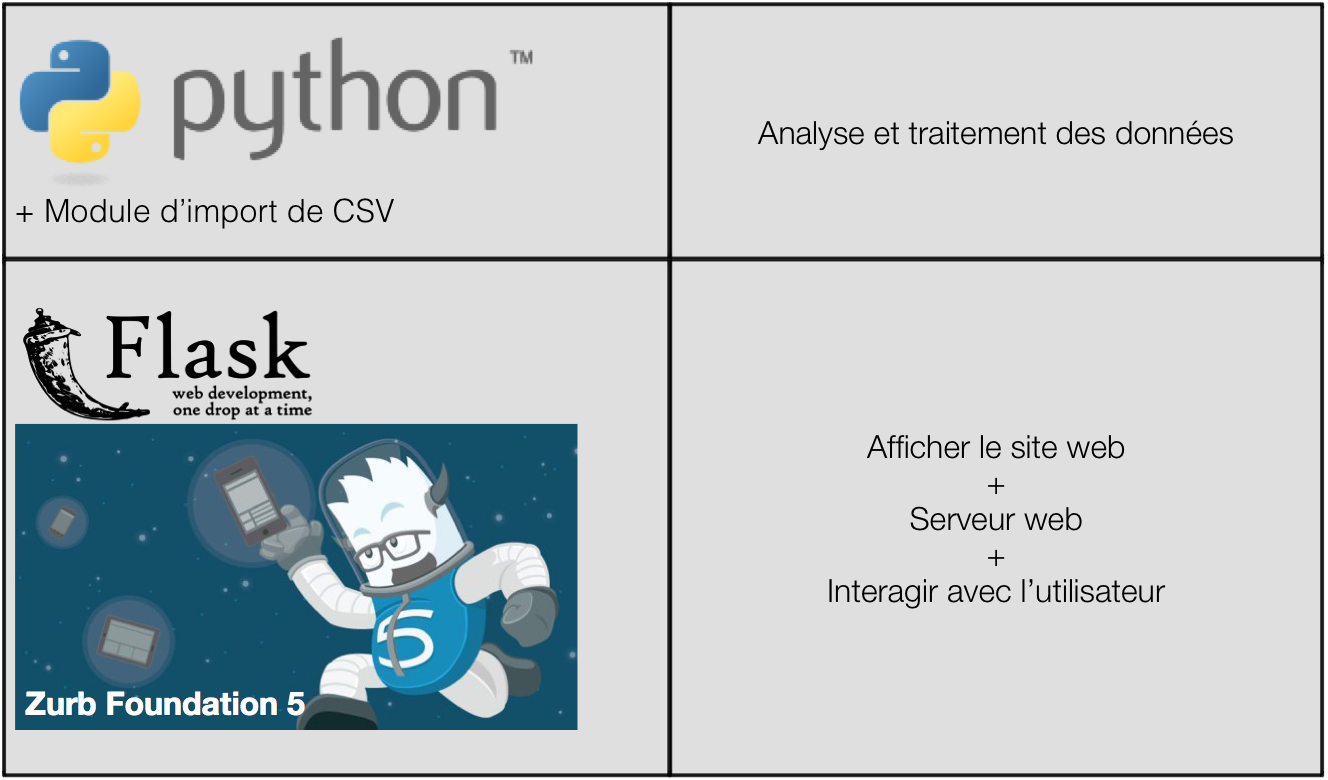 python™
+ Module d’import de CSV
Analyse et traitement des données
Flask
web development,
one drop at a time
5
Zurb Foundation 5
Afficher le site web
+
Serveur web
+
Interagir avec l’utilisateur